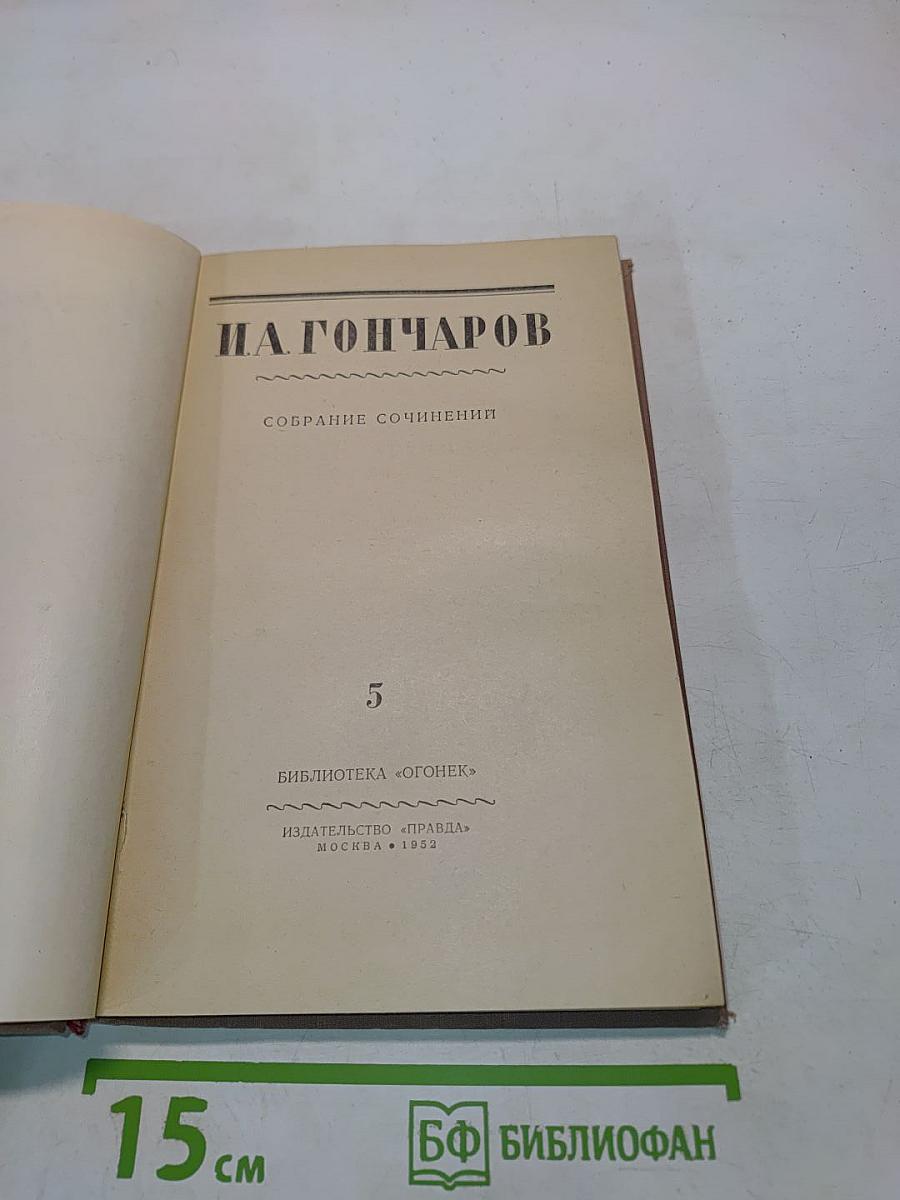 И.А.ГОНЧАРОВ
СОБРАНИЕ СОЧИНЕНИЙ
5
БИБЛИОТЕКА «ОГОНЕК»
ИЗДАТЕЛЬСТВО «ПРАВДА»
МОСКВА • 1952
15 см
БФ БИБЛИОФАН